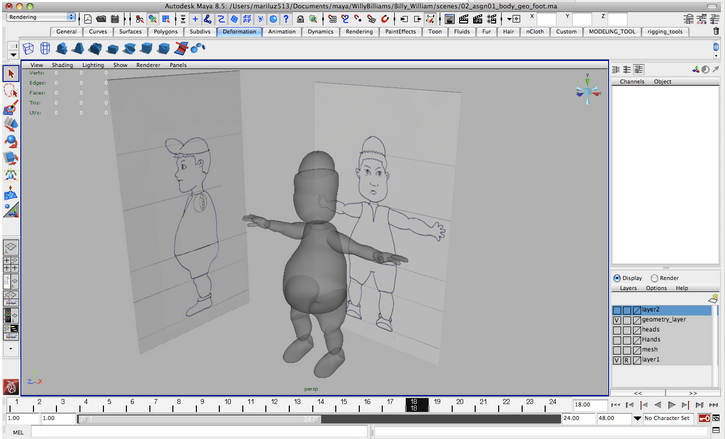 Autodesk Maya 8.5: /Users/mariluz513/Documents/maya/WillyBilliams/Billy_William/scenes/02_asgn01_body_geo_foot.ma
Rendering
X Y Z
General Curves Surfaces Polygons Subdivs Deformation Animation Dynamics Rendering PaintEffects Toon Fluids Fur Hair nCloth Custom MODELING_TOOL rigging_tools
View Shading Lighting Show Renderer Panels
Verts: 0 0 0
Edges: 0 0 0
Faces: 0 0 0
Tris: 0 0 0
UVs: 0 0 0
Channels Object
persp
Display Render
Layers Options Help
layer2
V geometry_layer
heads
Hands
mesh
V R layer1
<< >>
1 2 3 4 5 6 7 8 9 10 11 12 13 14 15 16 17 18 19 20 21 22 23 24
18
18.00
1.00 1.00 24.00 48.00 No Character Set
MEL